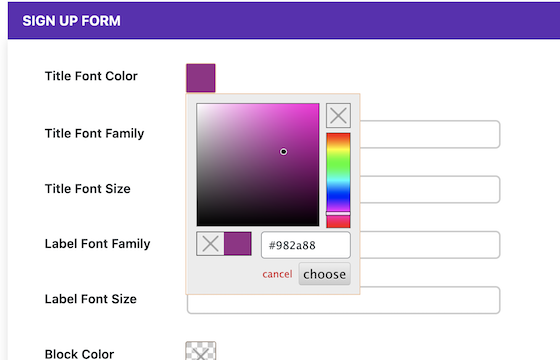 SIGN UP FORM
Title Font Color
Title Font Family
Title Font Size
Label Font Family
#982a88
cancel choose
Label Font Size
Block Color